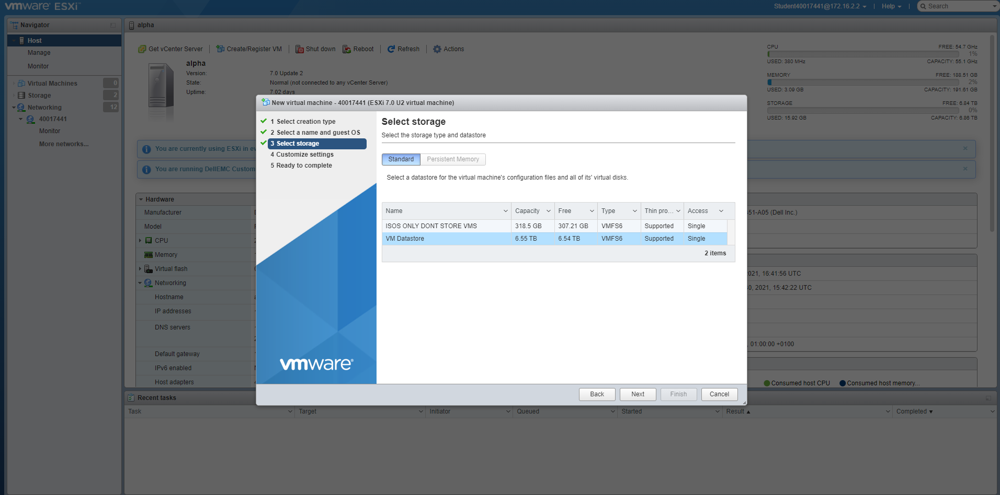 vmware ESXi
Student40017441@172.16.2.2 | Help | Search
Navigator
Host
Manage
Monitor
Virtual Machines 0
Storage 2
Networking 12
40017441
Monitor
More networks...
alpha
Get vCenter Server | Create/Register VM | Shut down Reboot | Refresh | Actions
alpha
Version: 7.0 Update 2
State: Normal (not connected to any vCenter Server)
Uptime: 7.02 days
CPU FREE: 54.7 GHz
1%
USED: 380 MHz CAPACITY: 55.1 GHz
MEMORY FREE: 188.51 GB
2%
USED: 3.09 GB CAPACITY: 191.61 GB
STORAGE FREE: 6.84 TB
0%
USED: 15.92 GB CAPACITY: 6.86 TB
You are currently using ESXi in
You are running DellEMC
Hardware
Manufacturer
Model
CPU
Memory
Virtual flash
Networking
Hostname
IP addresses
DNS servers
Default gateway
IPv6 enabled
Host adapters
51-A05 (Dell Inc.)
021, 16:41:56 UTC
0, 2021, 15:42:22 UTC
, 01:00:00 +0100
Consumed host CPU Consumed host memory...
New virtual machine - 40017441 (ESXi 7.0 U2 virtual machine)
1 Select creation type
2 Select a name and guest OS
3 Select storage
4 Customize settings
5 Ready to complete
vmware
Select storage
Select the storage type and datastore
Standard Persistent Memory
Select a datastore for the virtual machine's configuration files and all of its' virtual disks.
Name Capacity Free Type Thin pro... Access
ISOS ONLY DONT STORE VMS 318.5 GB 307.21 GB VMFS6 Supported Single
VM Datastore 6.55 TB 6.54 TB VMFS6 Supported Single
2 items
Back Next Finish Cancel
Recent tasks
Task Target Initiator Queued Started Result ▲ Completed ▼